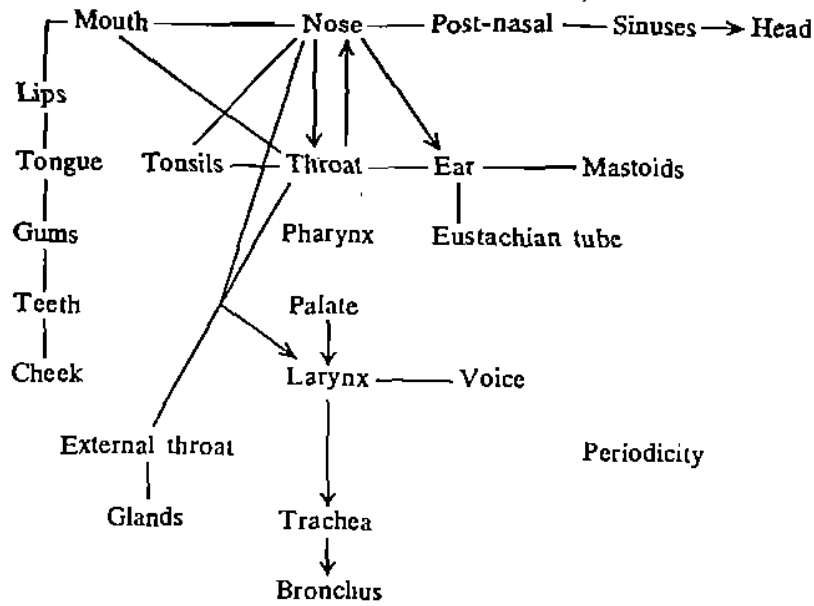 Mouth Nose Post-nasal Sinuses Head
Lips
Tongue Tonsils Throat Ear Mastoids
Gums Pharynx Eustachian tube
Teeth Palate
Cheek Larynx Voice
External throat Periodicity
Glands Trachea
Bronchus